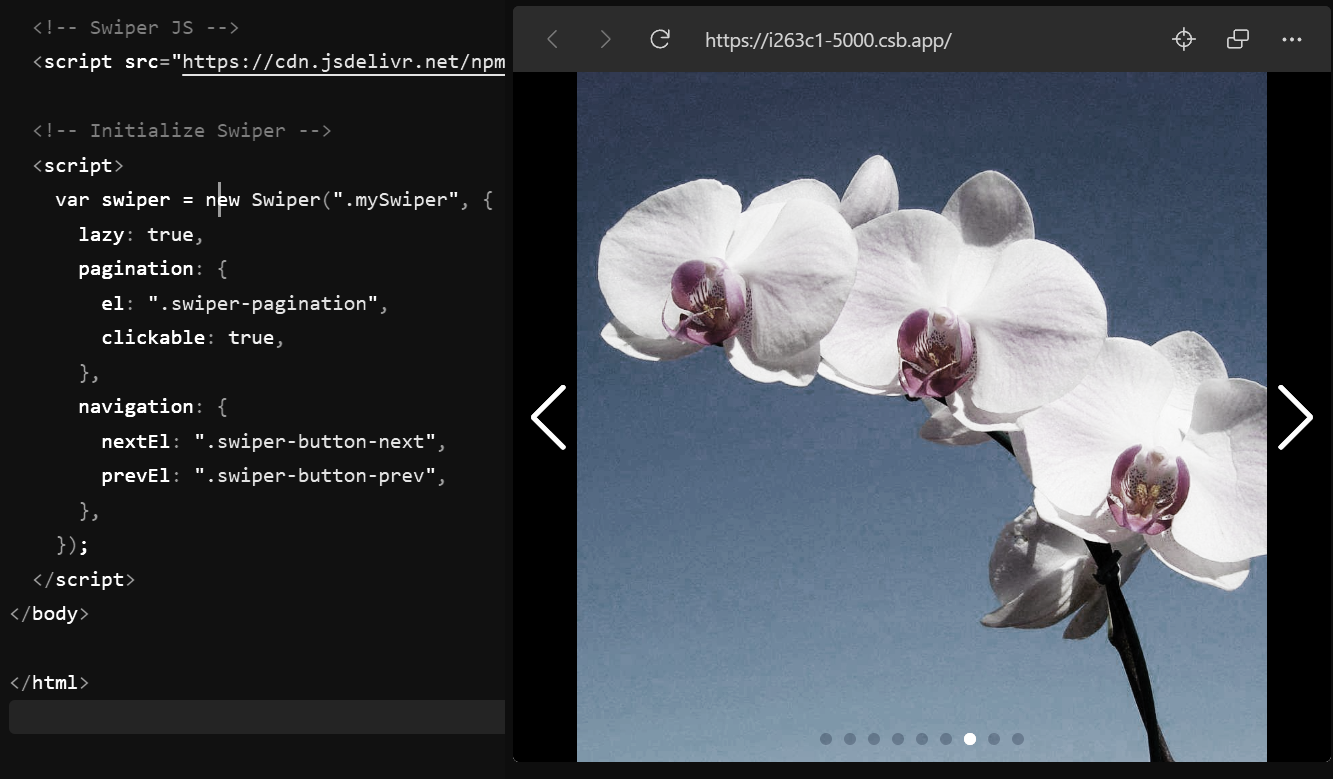 <!-- Swiper JS -->
<script src="https://cdn.jsdelivr.net/npm
<!-- Initialize Swiper -->
<script>
var swiper = new Swiper(".mySwiper", {
lazy: true,
pagination: {
el: ".swiper-pagination",
clickable: true,
},
navigation: {
nextEl: ".swiper-button-next",
prevEl: ".swiper-button-prev",
},
});
</script>
</body>
</html>
https://i263c1-5000.csb.app/